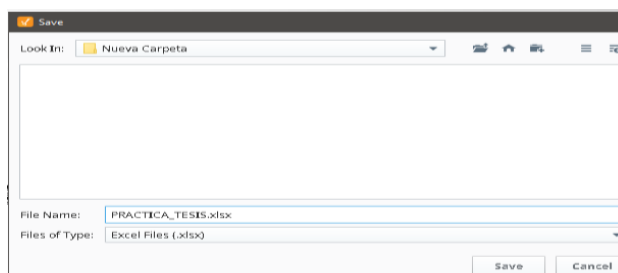 Save
Look In: Nueva Carpeta
File Name: PRACTICA_TESIS.xlsx
Files of Type: Excel Files (.xlsx)
Save Cancel